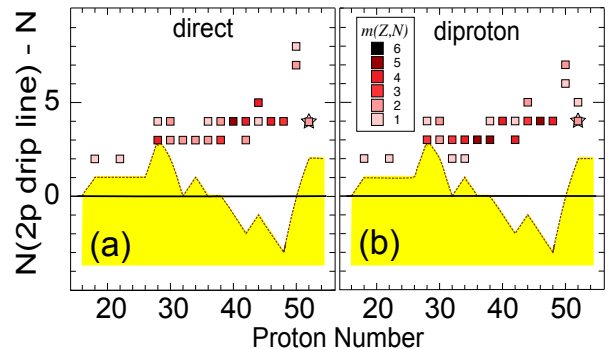 direct
diproton
m(Z,N)
6
5
4
3
2
1
N(2p drip line) - N
5
0
(a)
(b)
20 30 40 50
20 30 40 50
Proton Number